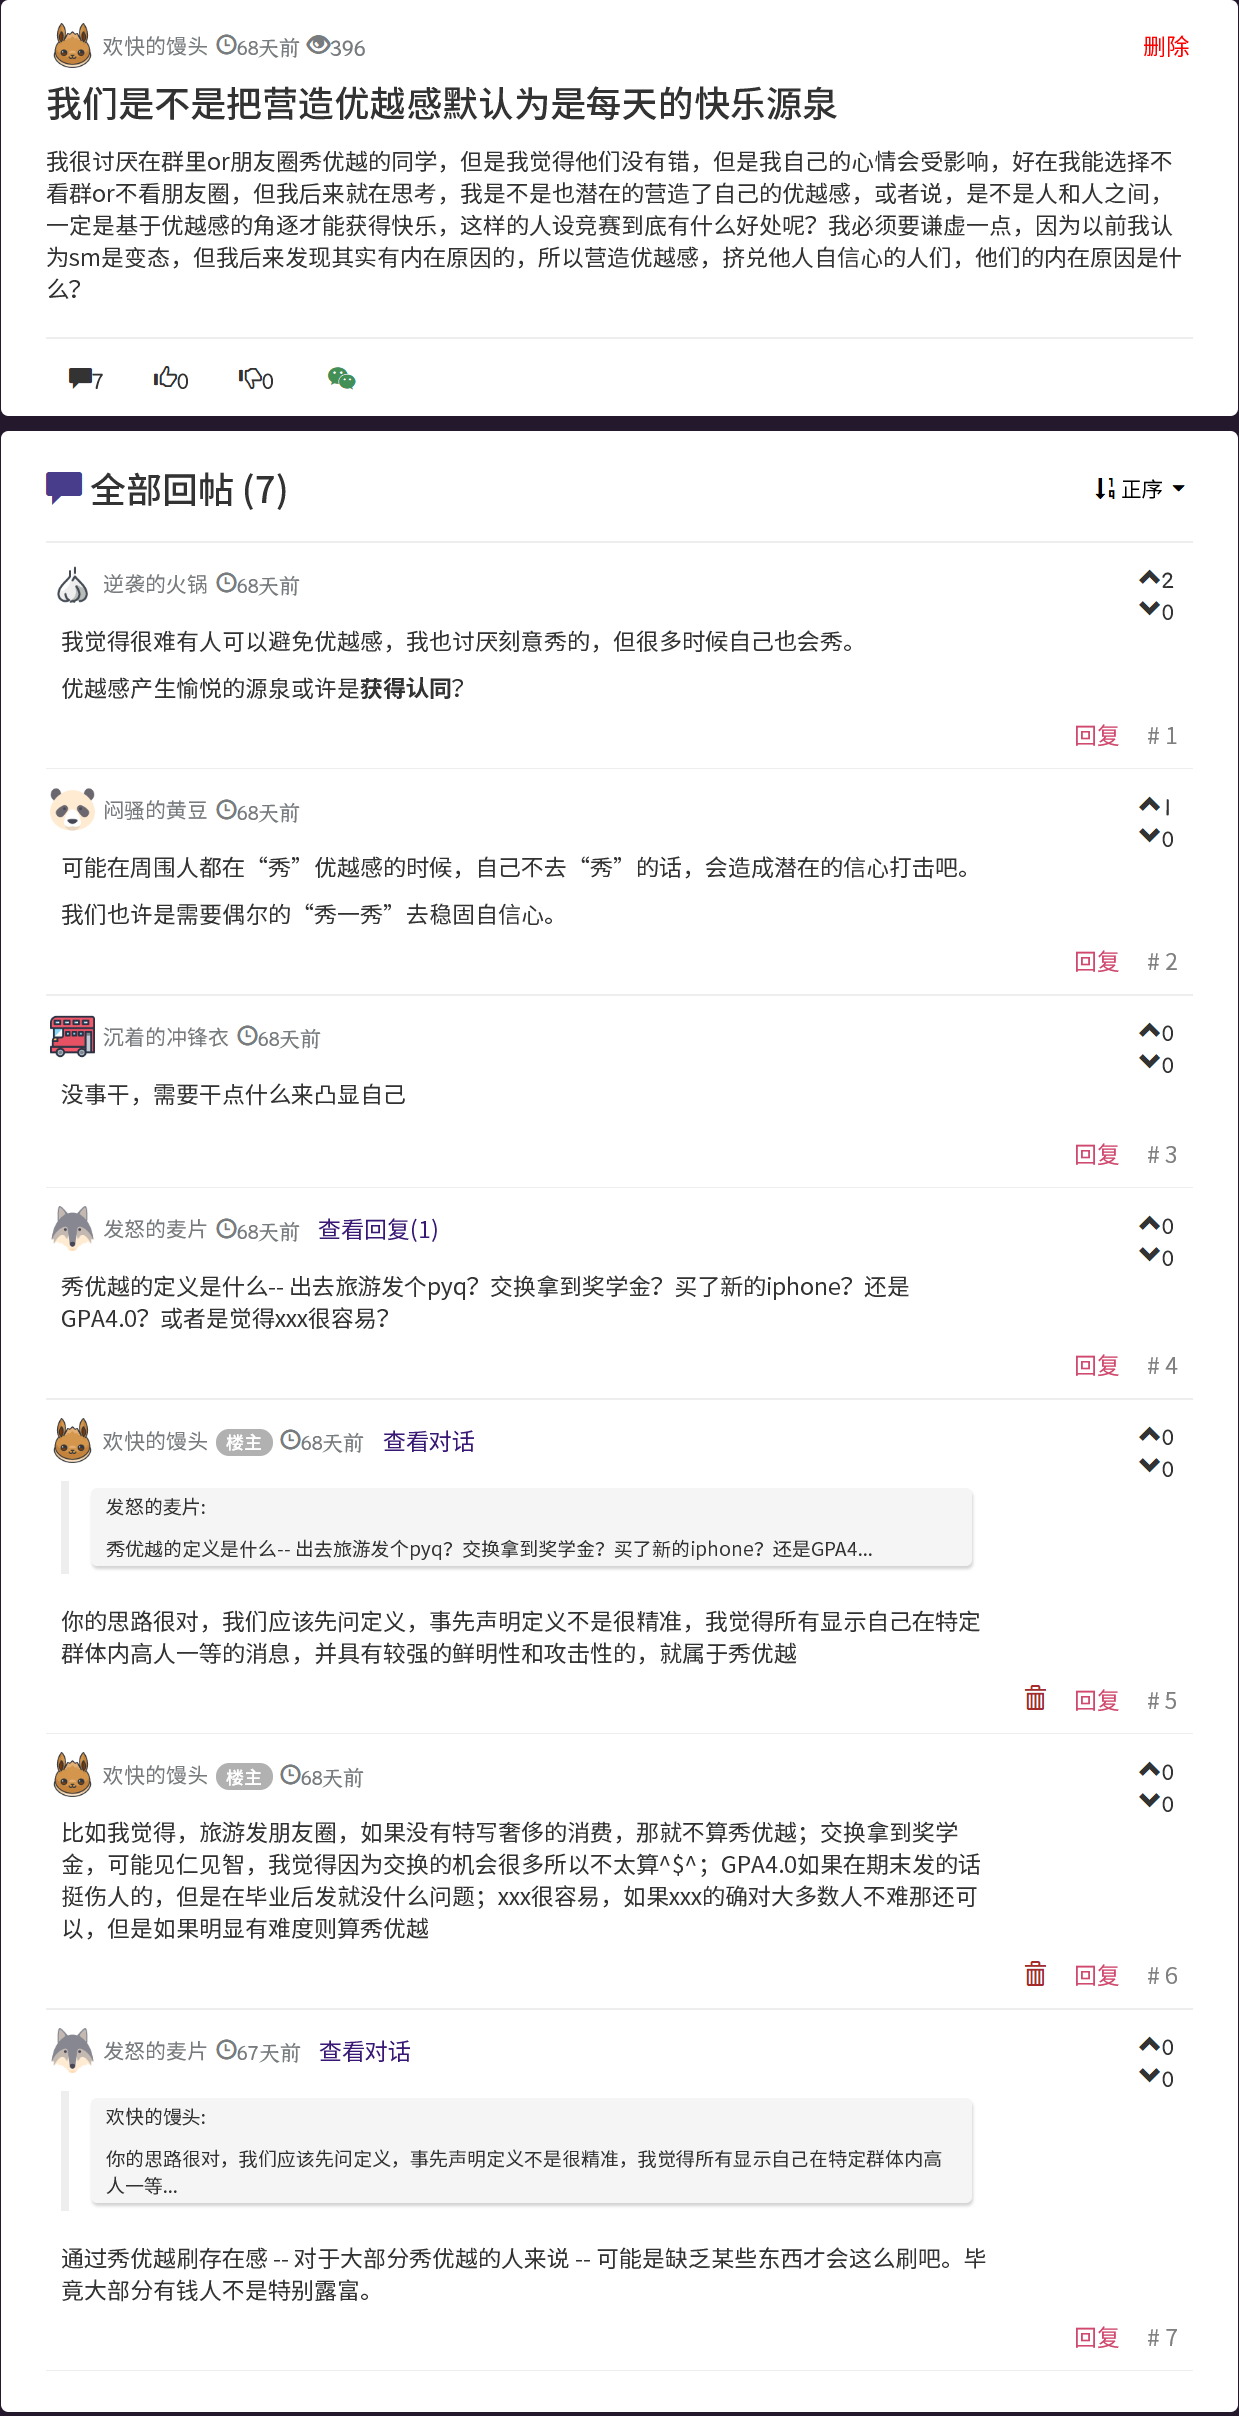 欢快的馒头 68天前 396 删除
我们是不是把营造优越感默认为是每天的快乐源泉
我很讨厌在群里or朋友圈秀优越的同学，但是我觉得他们没有错，但是我自己的心情会受影响，好在我能选择不
看群or不看朋友圈，但我后来就在思考，我是不是也潜在的营造了自己的优越感，或者说，是不是人和人之间，
一定是基于优越感的角逐才能获得快乐，这样的人设竞赛到底有什么好处呢？我必须要谦虚一点，因为以前我认
为sm是变态，但我后来发现其实有内在原因的，所以营造优越感，挤兑他人自信心的人们，他们的内在原因是什
么？
7 0 0
全部回帖 (7) 正序
逆袭的火锅 68天前 2
0
我觉得很难有人可以避免优越感，我也讨厌刻意秀的，但很多时候自己也会秀。
优越感产生愉悦的源泉或许是获得认同？
回复 # 1
闷骚的黄豆 68天前 1
0
可能在周围人都在“秀”优越感的时候，自己不去“秀”的话，会造成潜在的信心打击吧。
我们也许是需要偶尔的“秀一秀”去稳固自信心。
回复 # 2
沉着的冲锋衣 68天前 0
0
没事干，需要干点什么来凸显自己
回复 # 3
发怒的麦片 68天前 查看回复(1) 0
0
秀优越的定义是什么-- 出去旅游发个pyq？交换拿到奖学金？买了新的iphone？还是
GPA4.0？或者是觉得xxx很容易？
回复 # 4
欢快的馒头 楼主 68天前 查看对话 0
0
发怒的麦片:
秀优越的定义是什么-- 出去旅游发个pyq？交换拿到奖学金？买了新的iphone？还是GPA4...
你的思路很对，我们应该先问定义，事先声明定义不是很精准，我觉得所有显示自己在特定
群体内高人一等的消息，并具有较强的鲜明性和攻击性的，就属于秀优越
回复 # 5
欢快的馒头 楼主 68天前 0
0
比如我觉得，旅游发朋友圈，如果没有特写奢侈的消费，那就不算秀优越；交换拿到奖学
金，可能见仁见智，我觉得因为交换的机会很多所以不太算^$^；GPA4.0如果在期末发的话
挺伤人的，但是在毕业后发就没什么问题；xxx很容易，如果xxx的确对大多数人不难那还可
以，但是如果明显有难度则算秀优越
回复 # 6
发怒的麦片 67天前 查看对话 0
0
欢快的馒头:
你的思路很对，我们应该先问定义，事先声明定义不是很精准，我觉得所有显示自己在特定群体内高
人一等...
通过秀优越刷存在感 -- 对于大部分秀优越的人来说 -- 可能是缺乏某些东西才会这么刷吧。毕
竟大部分有钱人不是特别露富。
回复 # 7